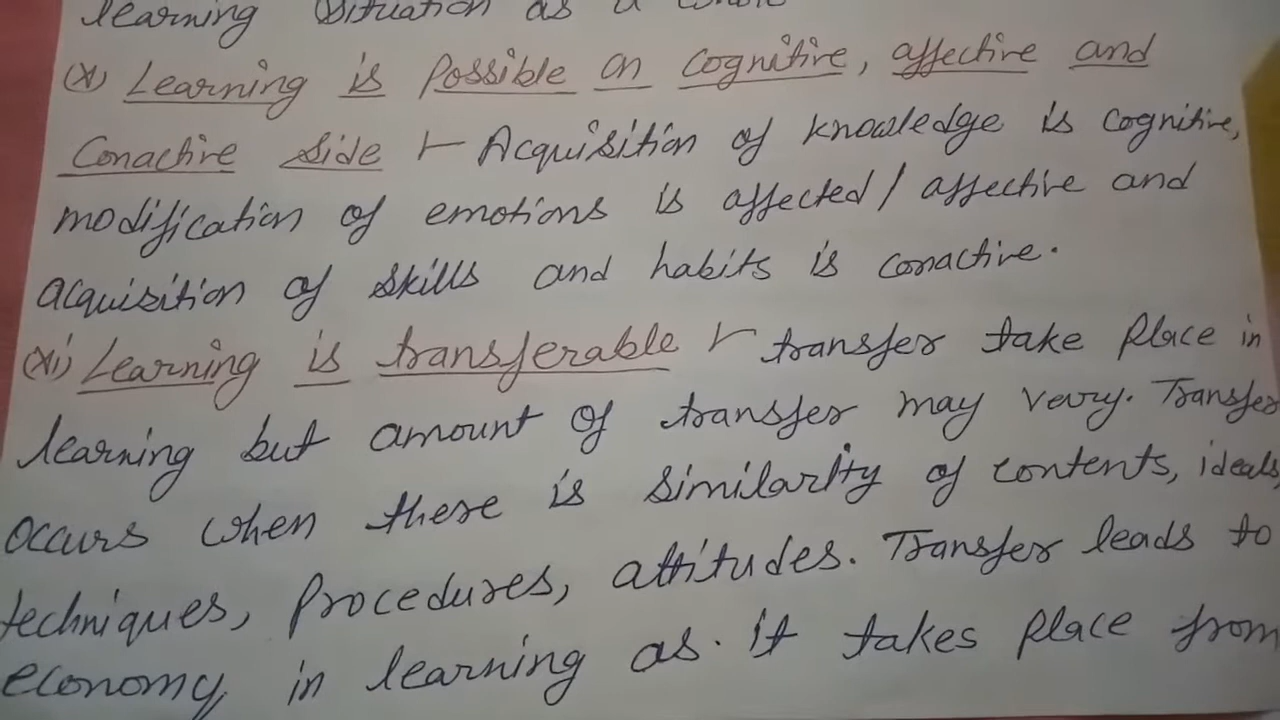 learning situation as a whole
(x) Learning is Possible on cognitive, affective and
Conactive side :- Acquisition of knowledge is cognitive,
modification of emotions is affected/affective and
acquisition of skills and habits is conactive.
(xi) Learning is transferable :- transfer take place in
learning but amount of transfer may very. Transfer
occurs when there is similarity of contents, ideals,
techniques, Procedures, attitudes. Transfer leads to
economy in learning as. it takes place from